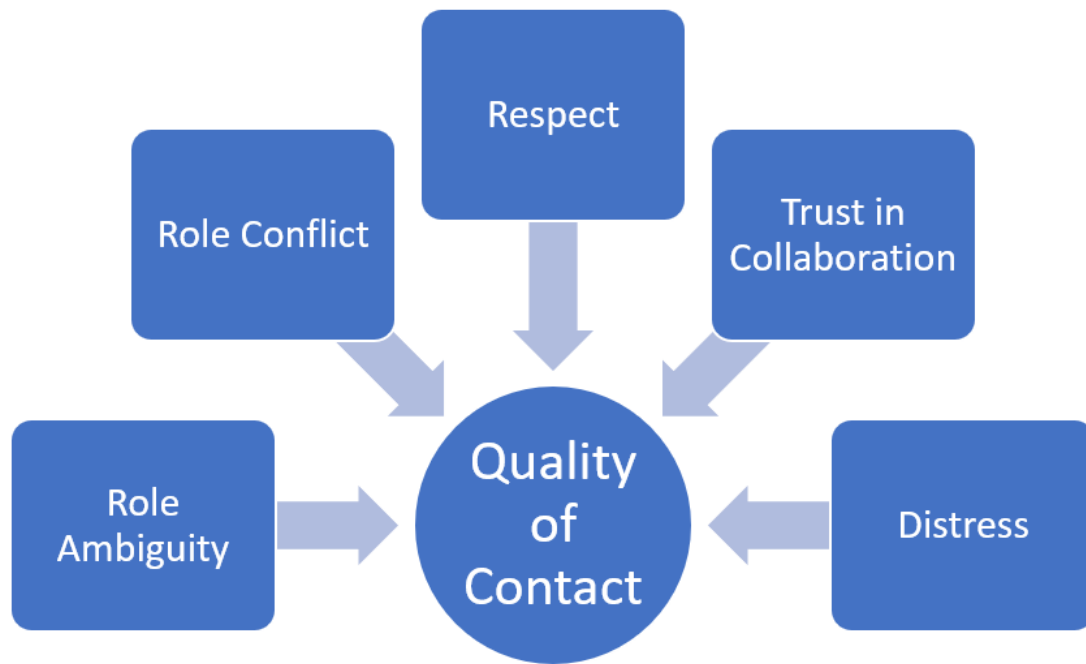 Respect
Role Conflict
Trust in
Collaboration
Role
Ambiguity
Quality
of
Contact
Distress